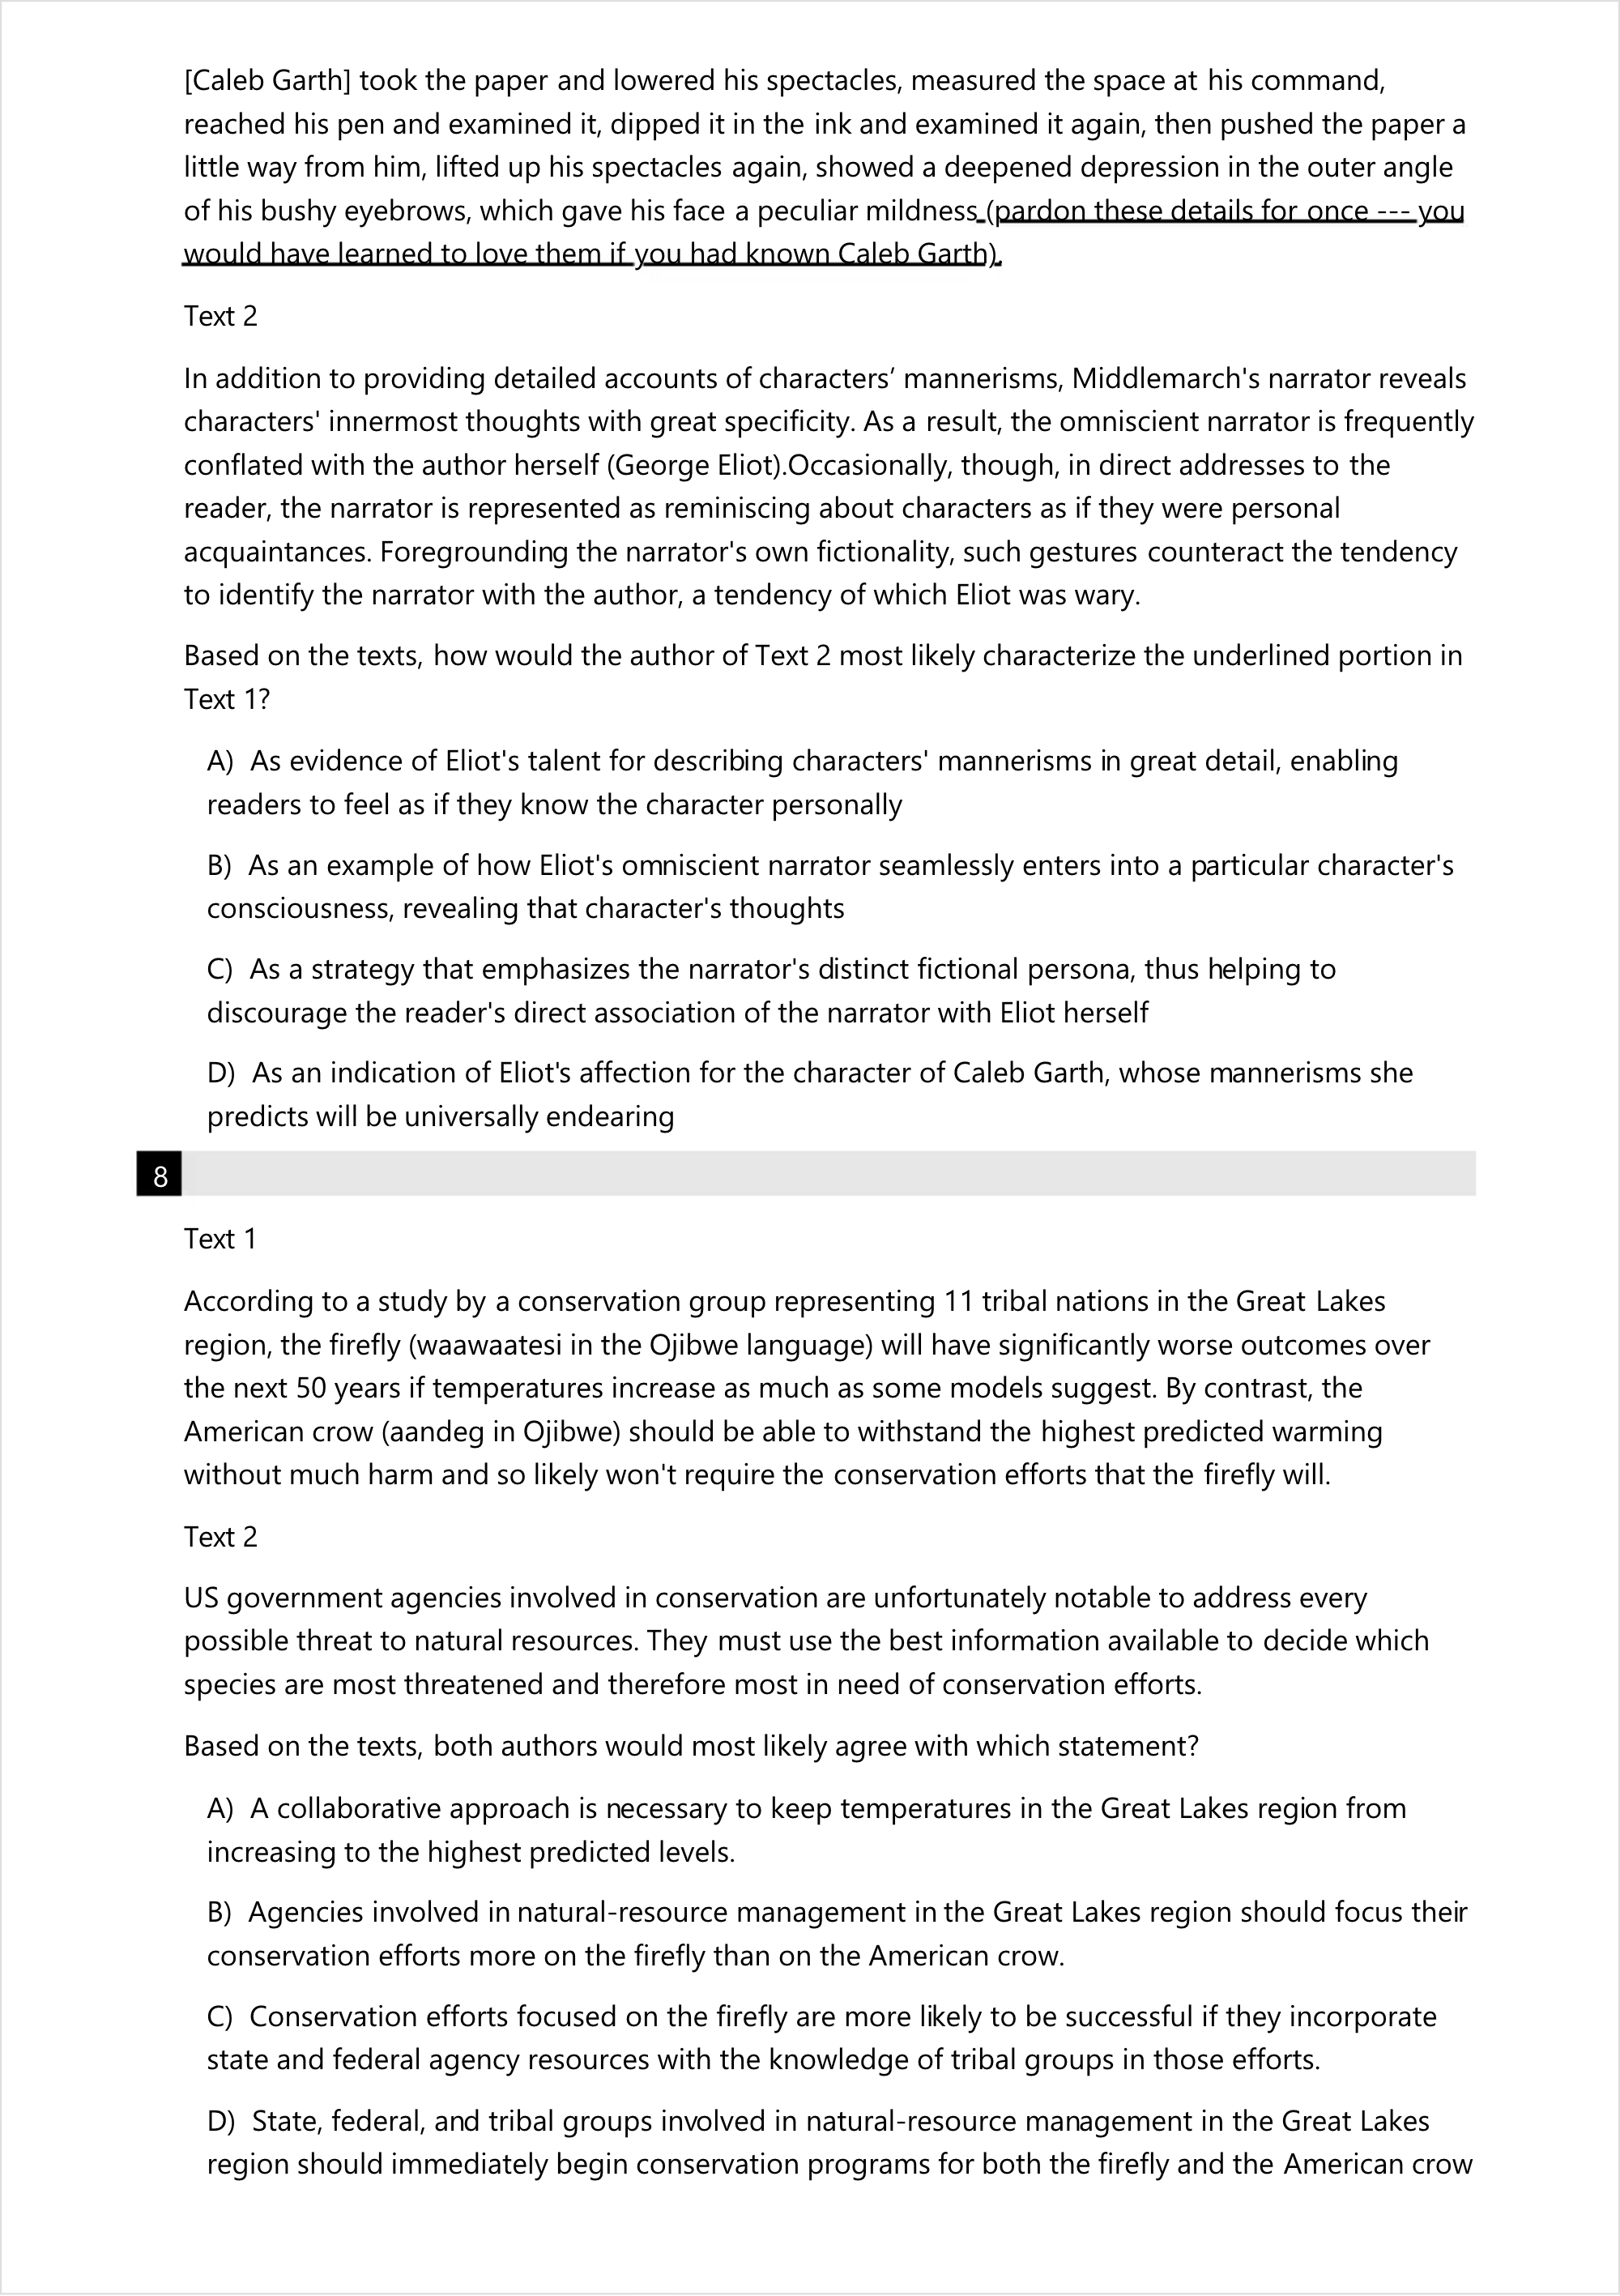 [Caleb Garth] took the paper and lowered his spectacles, measured the space at his command,
reached his pen and examined it, dipped it in the ink and examined it again, then pushed the paper a
little way from him, lifted up his spectacles again, showed a deepened depression in the outer angle
of his bushy eyebrows, which gave his face a peculiar mildness (pardon these details for once --- you
would have learned to love them if you had known Caleb Garth).
Text 2
In addition to providing detailed accounts of characters’ mannerisms, Middlemarch's narrator reveals
characters' innermost thoughts with great specificity. As a result, the omniscient narrator is frequently
conflated with the author herself (George Eliot).Occasionally, though, in direct addresses to the
reader, the narrator is represented as reminiscing about characters as if they were personal
acquaintances. Foregrounding the narrator's own fictionality, such gestures counteract the tendency
to identify the narrator with the author, a tendency of which Eliot was wary.
Based on the texts, how would the author of Text 2 most likely characterize the underlined portion in
Text 1?
A) As evidence of Eliot's talent for describing characters' mannerisms in great detail, enabling
readers to feel as if they know the character personally
B) As an example of how Eliot's omniscient narrator seamlessly enters into a particular character's
consciousness, revealing that character's thoughts
C) As a strategy that emphasizes the narrator's distinct fictional persona, thus helping to
discourage the reader's direct association of the narrator with Eliot herself
D) As an indication of Eliot's affection for the character of Caleb Garth, whose mannerisms she
predicts will be universally endearing
8
Text 1
According to a study by a conservation group representing 11 tribal nations in the Great Lakes
region, the firefly (waawaatesi in the Ojibwe language) will have significantly worse outcomes over
the next 50 years if temperatures increase as much as some models suggest. By contrast, the
American crow (aandeg in Ojibwe) should be able to withstand the highest predicted warming
without much harm and so likely won't require the conservation efforts that the firefly will.
Text 2
US government agencies involved in conservation are unfortunately notable to address every
possible threat to natural resources. They must use the best information available to decide which
species are most threatened and therefore most in need of conservation efforts.
Based on the texts, both authors would most likely agree with which statement?
A) A collaborative approach is necessary to keep temperatures in the Great Lakes region from
increasing to the highest predicted levels.
B) Agencies involved in natural-resource management in the Great Lakes region should focus their
conservation efforts more on the firefly than on the American crow.
C) Conservation efforts focused on the firefly are more likely to be successful if they incorporate
state and federal agency resources with the knowledge of tribal groups in those efforts.
D) State, federal, and tribal groups involved in natural-resource management in the Great Lakes
region should immediately begin conservation programs for both the firefly and the American crow